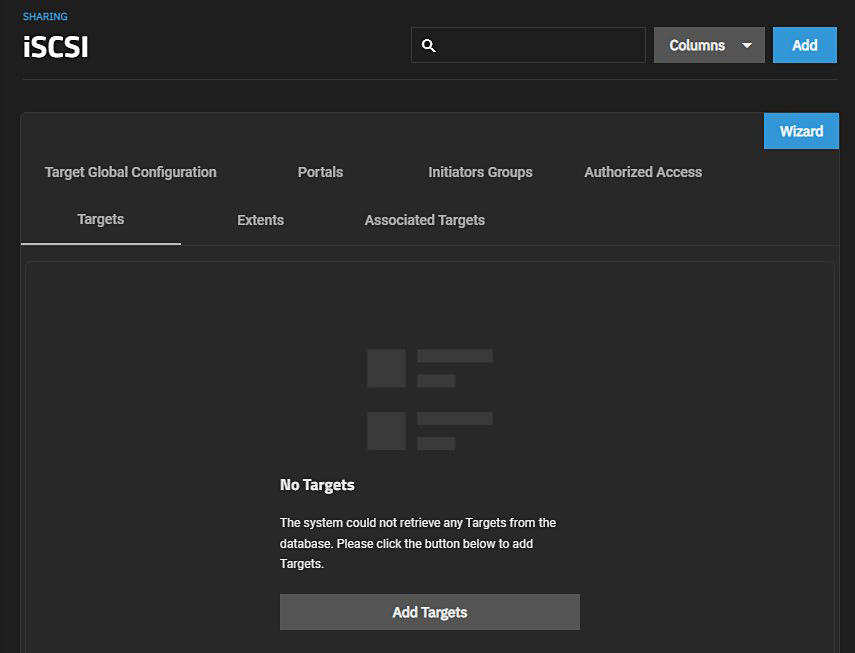 SHARING
iSCSI
Columns
Add
Wizard
Target Global Configuration
Portals
Initiators Groups
Authorized Access
Targets
Extents
Associated Targets
No Targets
The system could not retrieve any Targets from the
database. Please click the button below to add
Targets.
Add Targets